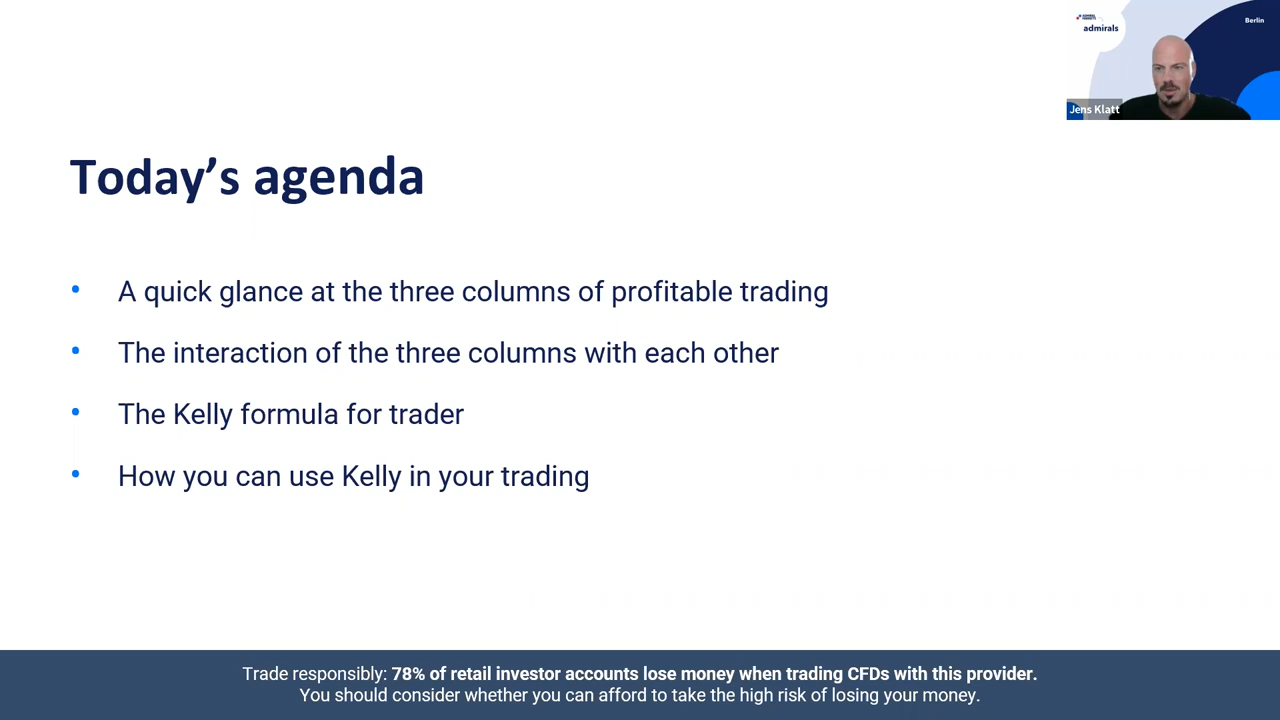 admirals
Berlin
Jens Klatt
Today’s agenda
• A quick glance at the three columns of profitable trading
• The interaction of the three columns with each other
• The Kelly formula for trader
• How you can use Kelly in your trading
Trade responsibly: 78% of retail investor accounts lose money when trading CFDs with this provider.
You should consider whether you can afford to take the high risk of losing your money.